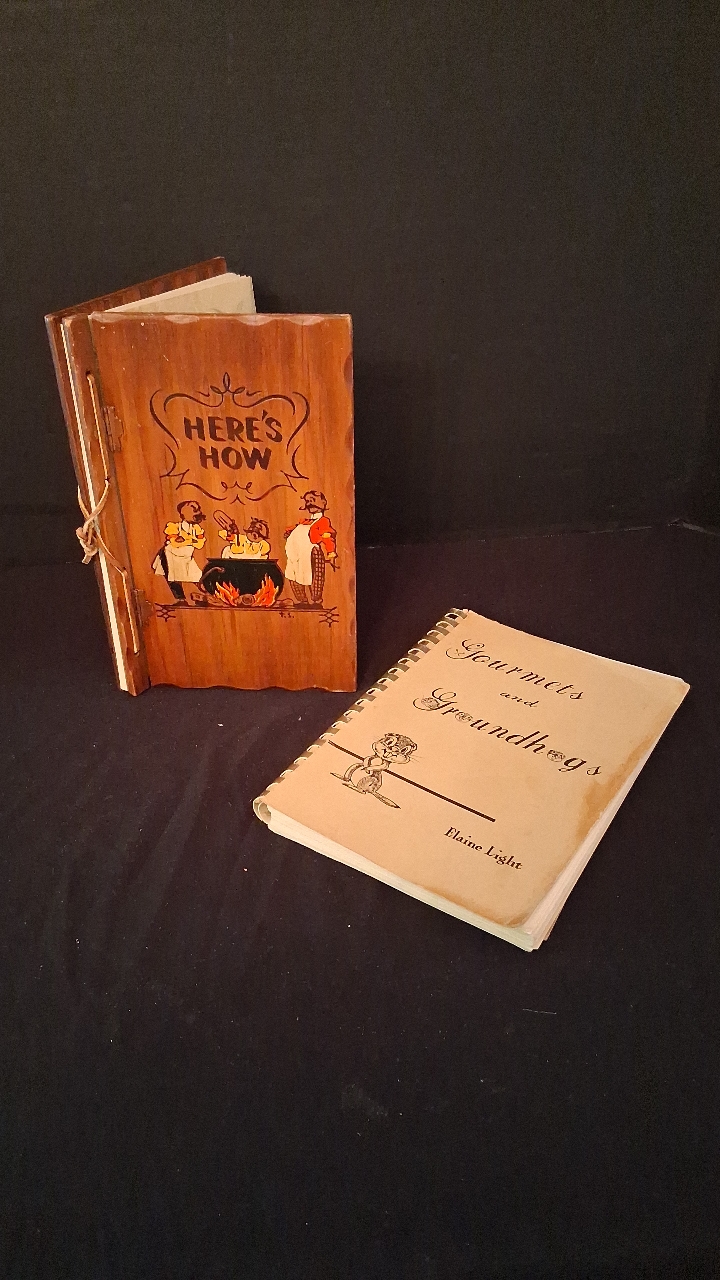 HERE'S
HOW
Gourmets
and
Groundhogs
Elaine Light